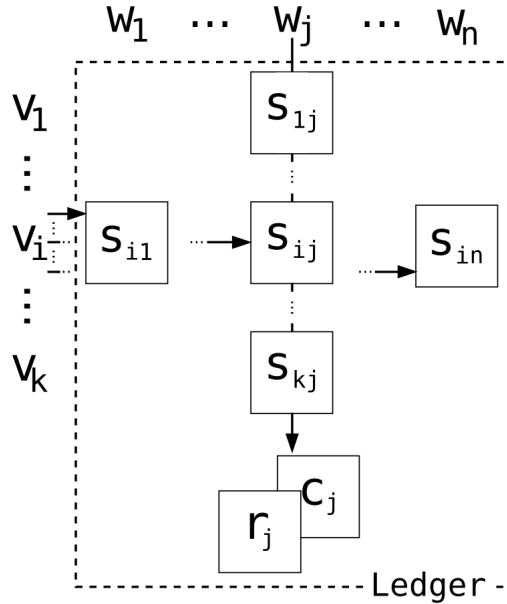 w₁ ··· wⱼ ··· wₙ
v₁
s₁ⱼ
⋮
vᵢ
sᵢ₁
sᵢⱼ
sᵢₙ
⋮
vₖ
sₖⱼ
cⱼ
rⱼ
Ledger